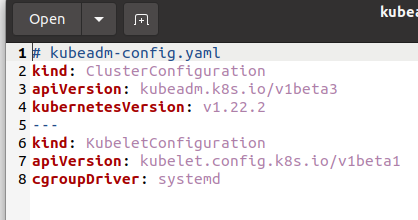 Open
kube
1 # kubeadm-config.yaml
2 kind: ClusterConfiguration
3 apiVersion: kubeadm.k8s.io/v1beta3
4 kubernetesVersion: v1.22.2
5 ---
6 kind: KubeletConfiguration
7 apiVersion: kubelet.config.k8s.io/v1beta1
8 cgroupDriver: systemd